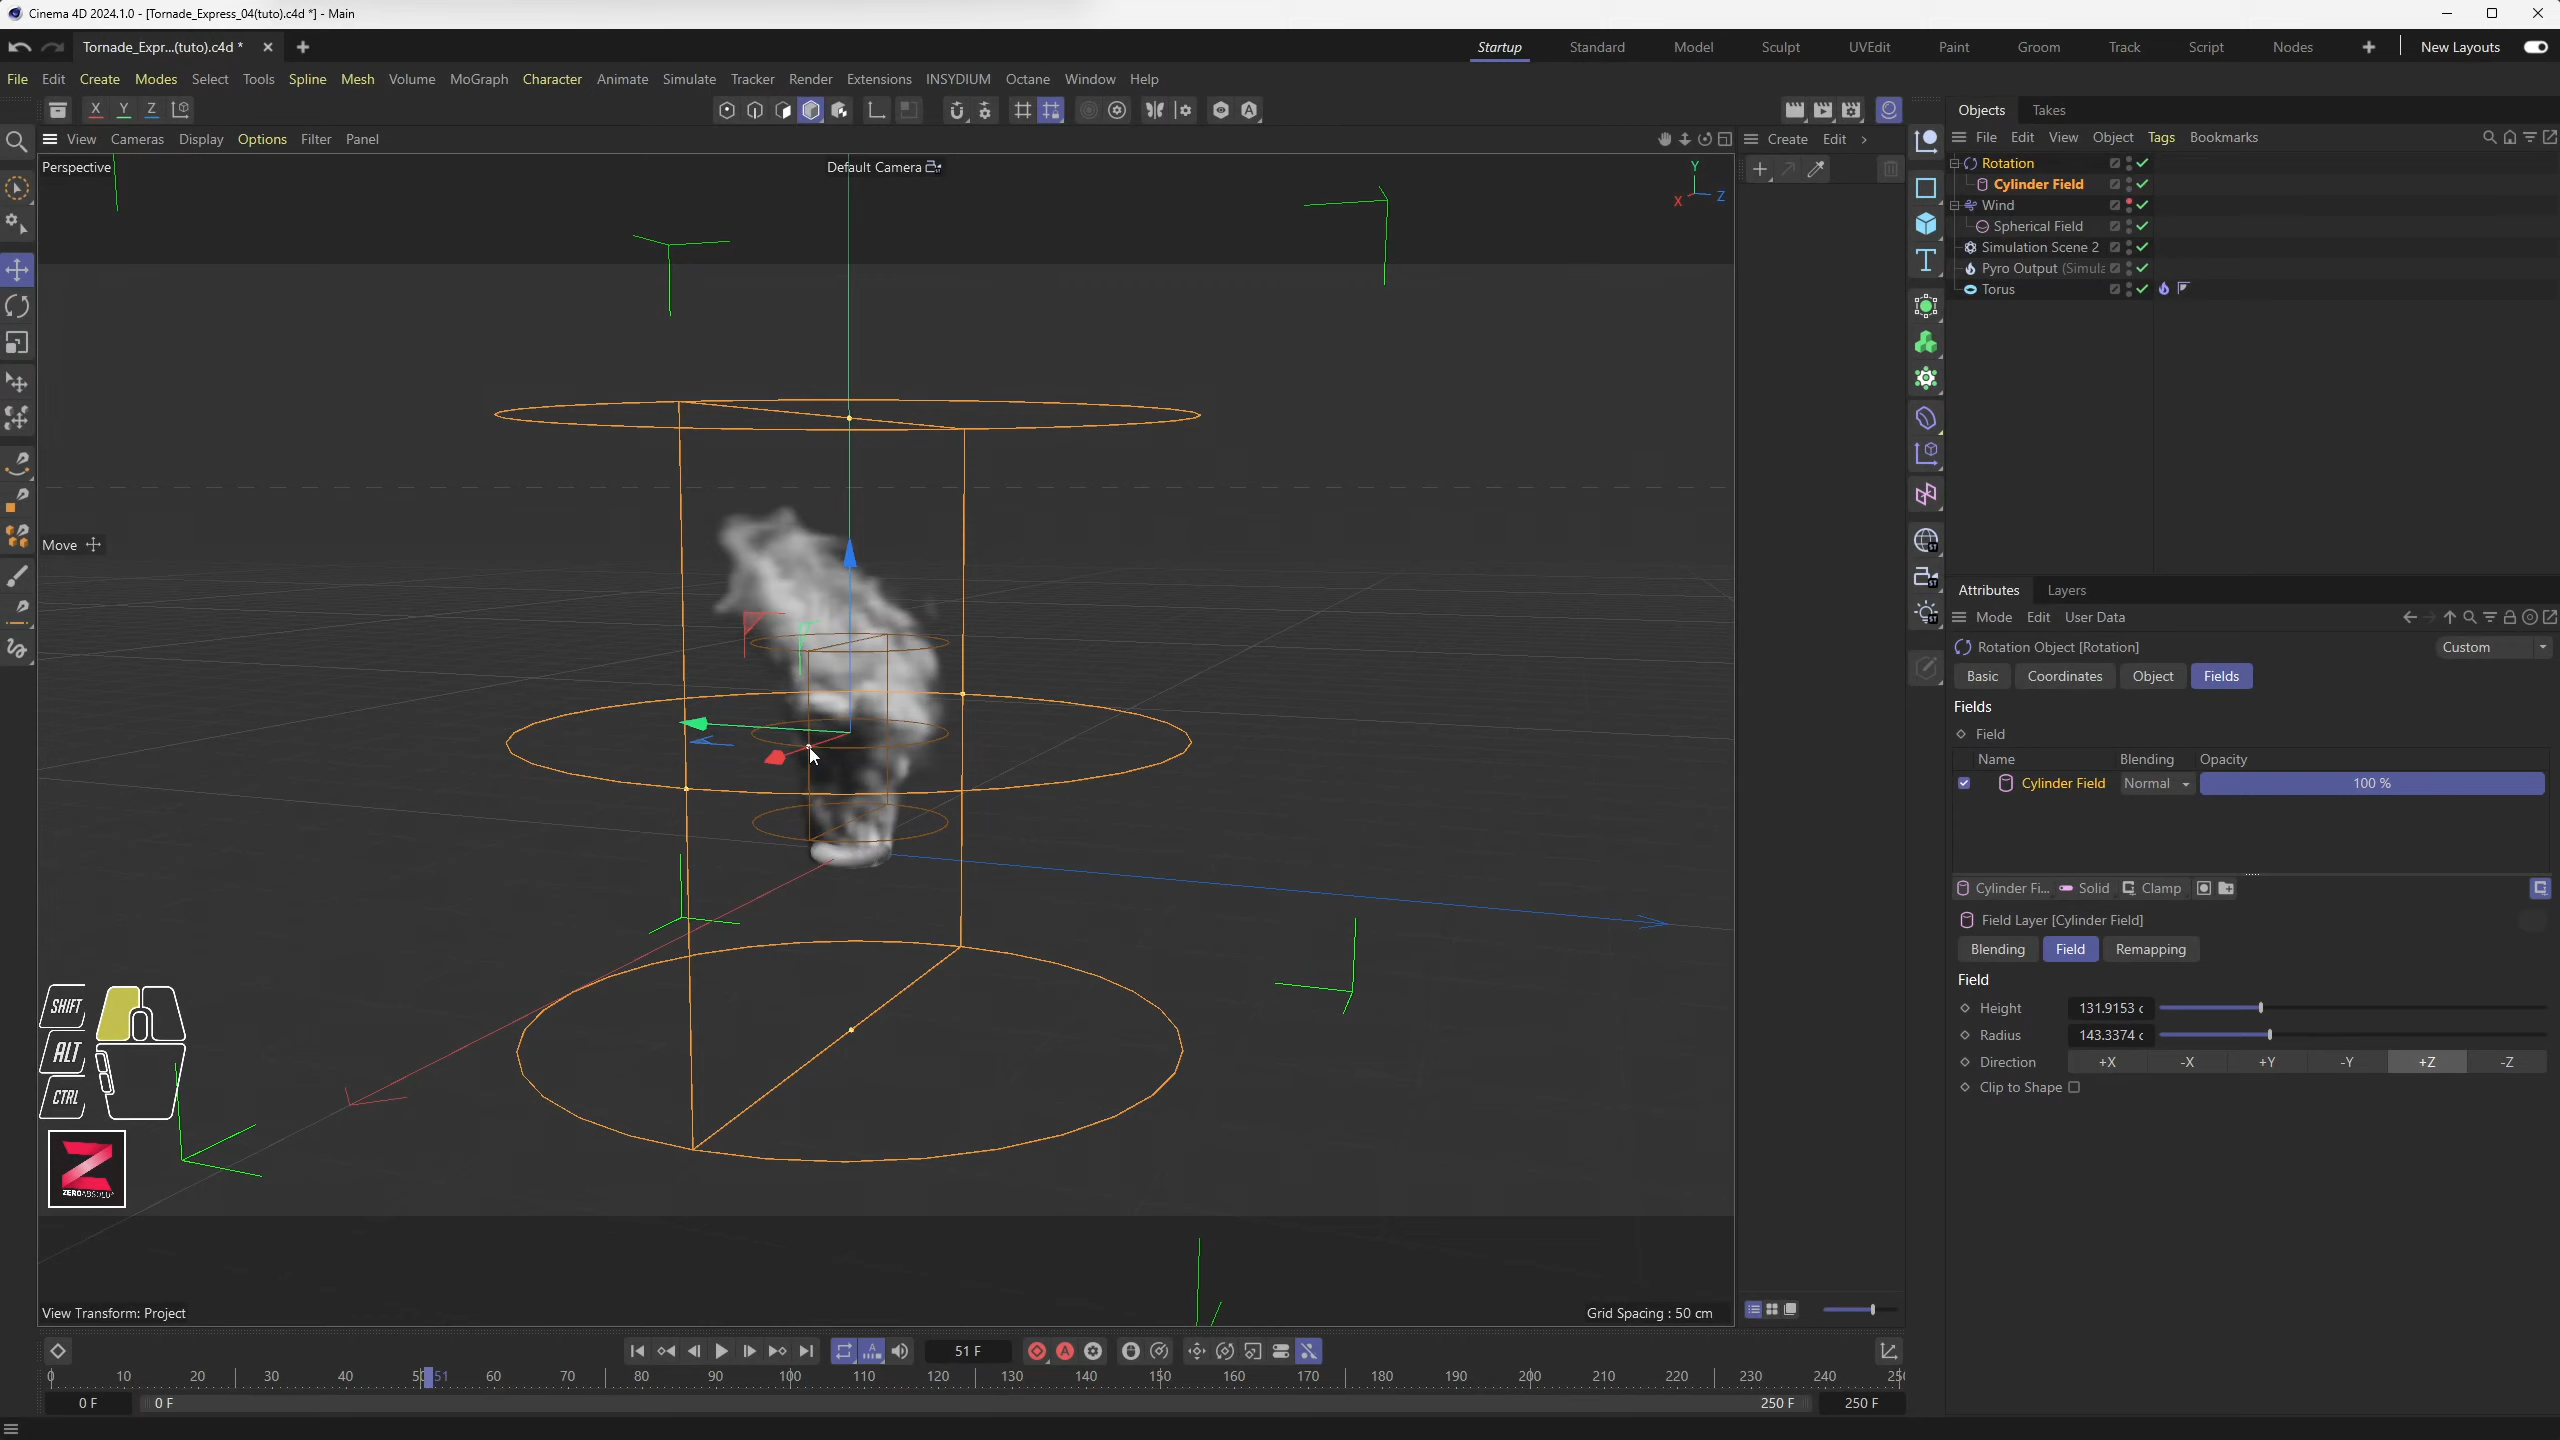 Cinema 4D 2024.1.0 - [Tornade_Express_04(tuto).c4d *] - Main
Tornade_Expr...(tuto).c4d *
Startup Standard Model Sculpt UVEdit Paint Groom Track Script Nodes New Layouts
File Edit Create Modes Select Tools Spline Mesh Volume MoGraph Character Animate Simulate Tracker Render Extensions INSYDIUM Octane Window Help
X Y Z
Objects Takes
View Cameras Display Options Filter Panel
Create Edit
File Edit View Object Tags Bookmarks
Perspective
Default Camera
Y
X
Z
Rotation
Cylinder Field
Wind
Spherical Field
Simulation Scene 2
Pyro Output (Simula
Torus
Move
Attributes Layers
Mode Edit User Data
Rotation Object [Rotation]
Custom
Basic Coordinates Object Fields
Fields
Field
Name Blending Opacity
Cylinder Field Normal 100 %
Cylinder Fi... Solid Clamp
Field Layer [Cylinder Field]
Blending Field Remapping
Field
Height 131.9153 c
Radius 143.3374 c
Direction +X -X +Y -Y +Z -Z
Clip to Shape
SHIFT
ALT
CTRL
Z
ZEROABSOLU
View Transform: Project
Grid Spacing : 50 cm
51 F
0 10 20 30 40 50 51 60 70 80 90 100 110 120 130 140 150 160 170 180 190 200 210 220 230 240 25
0 F 0 F 250 F 250 F